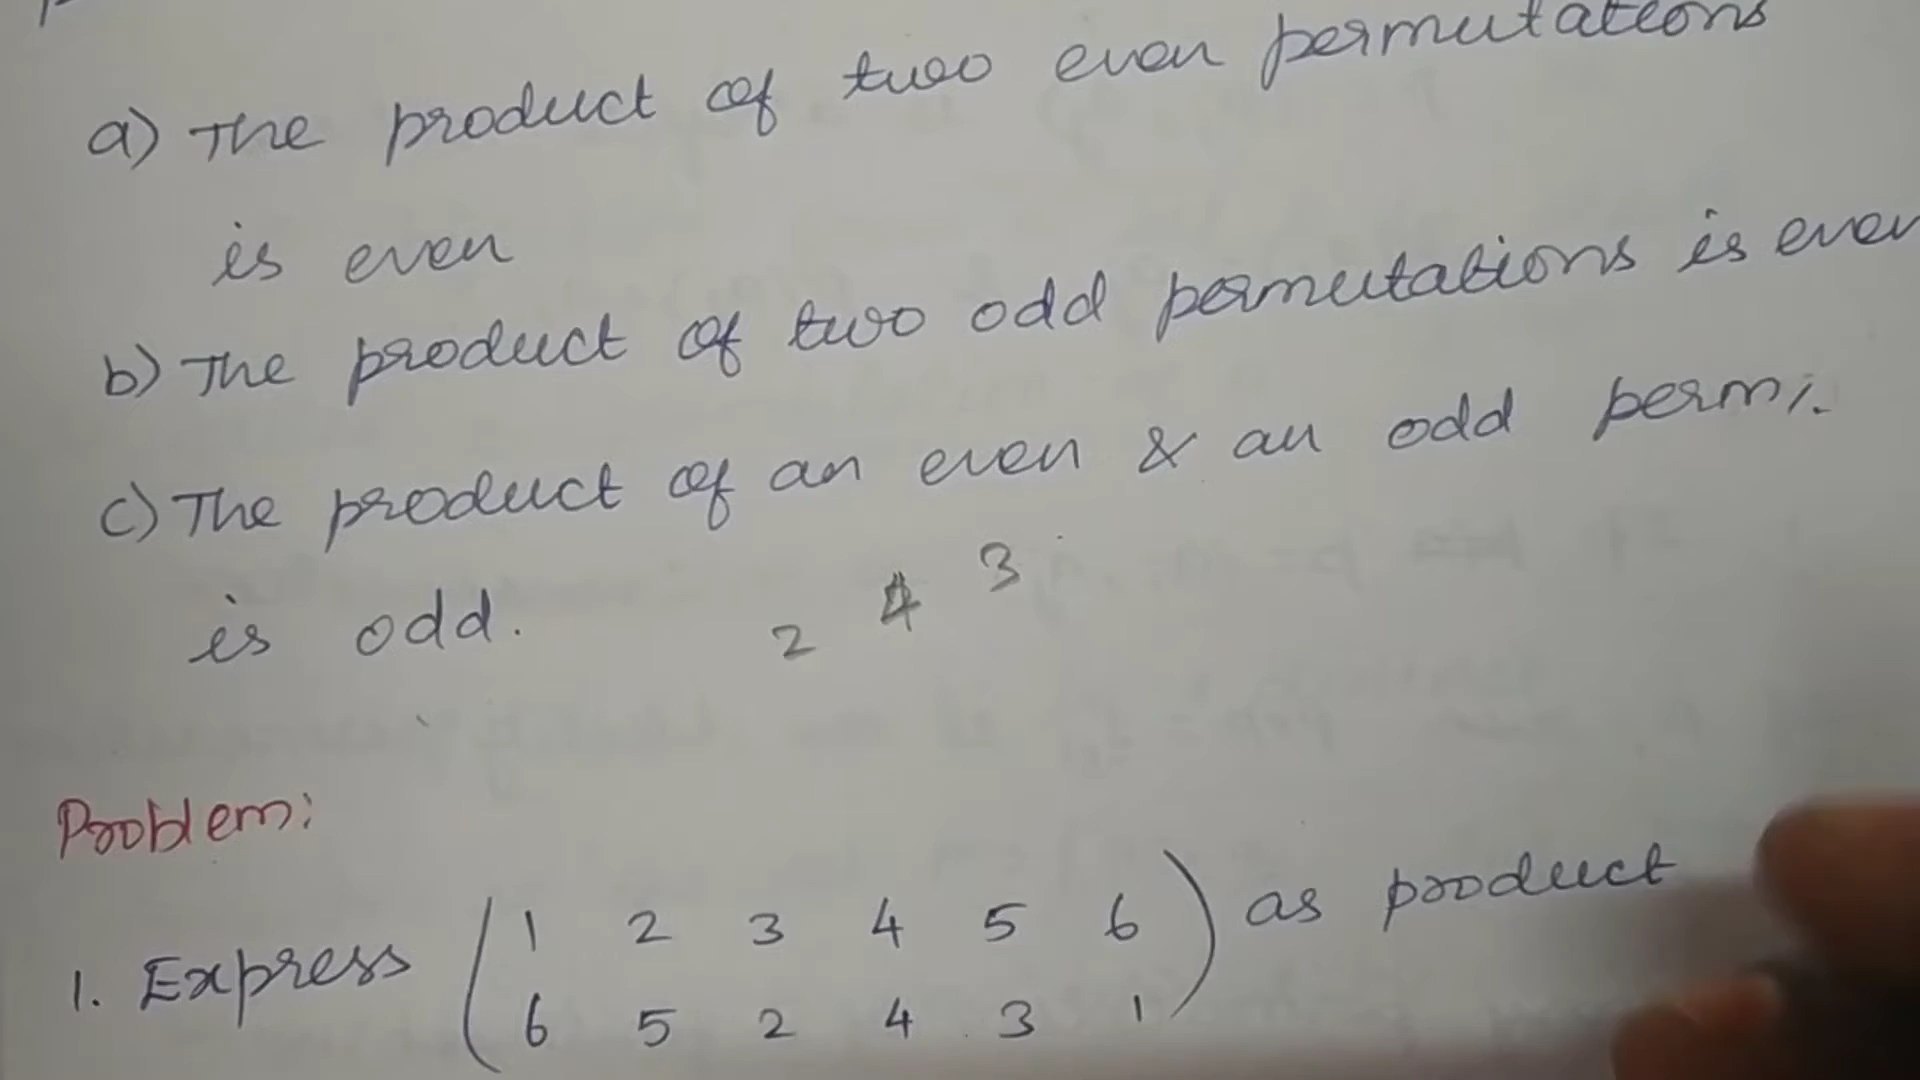 a) The product of two even permutations
is even
b) The product of two odd permutations is even
c) The product of an even & an odd perm.
is odd.
2 4 3
Problem:
1. Express ( 1 2 3 4 5 6 ) as product
6 5 2 4 3 1